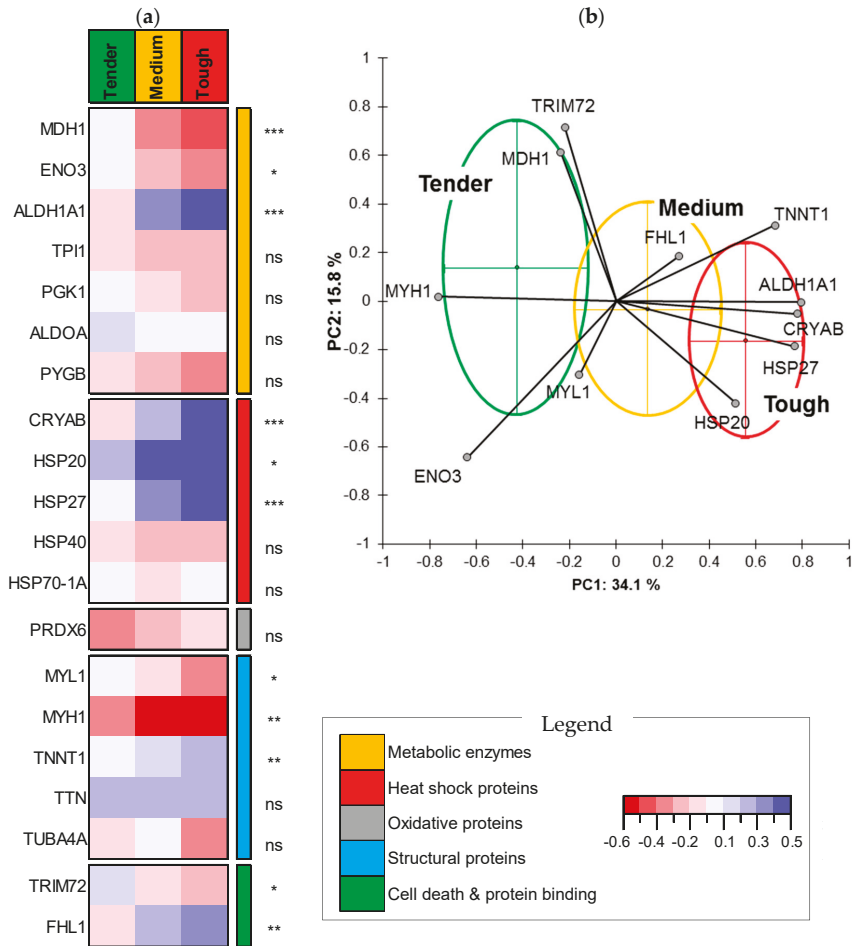 (a)
Tender Medium Tough
MDH1 ***
ENO3 *
ALDH1A1 ***
TPI1 ns
PGK1 ns
ALDOA ns
PYGB ns
CRYAB ***
HSP20 *
HSP27 ***
HSP40 ns
HSP70-1A ns
PRDX6 ns
MYL1 *
MYH1 **
TNNT1 **
TTN ns
TUBA4A ns
TRIM72 *
FHL1 **
(b)
PC2: 15.8 %
1
0.8
0.6
0.4
0.2
0
-0.2
-0.4
-0.6
-0.8
-1
TRIM72
MDH1
Tender
Medium
TNNT1
FHL1
MYH1
ALDH1A1
CRYAB
HSP27
MYL1
Tough
HSP20
ENO3
-1 -0.8 -0.6 -0.4 -0.2 0 0.2 0.4 0.6 0.8 1
PC1: 34.1 %
Legend
Metabolic enzymes
Heat shock proteins
Oxidative proteins
Structural proteins
Cell death & protein binding
-0.6 -0.4 -0.2 0.1 0.3 0.5